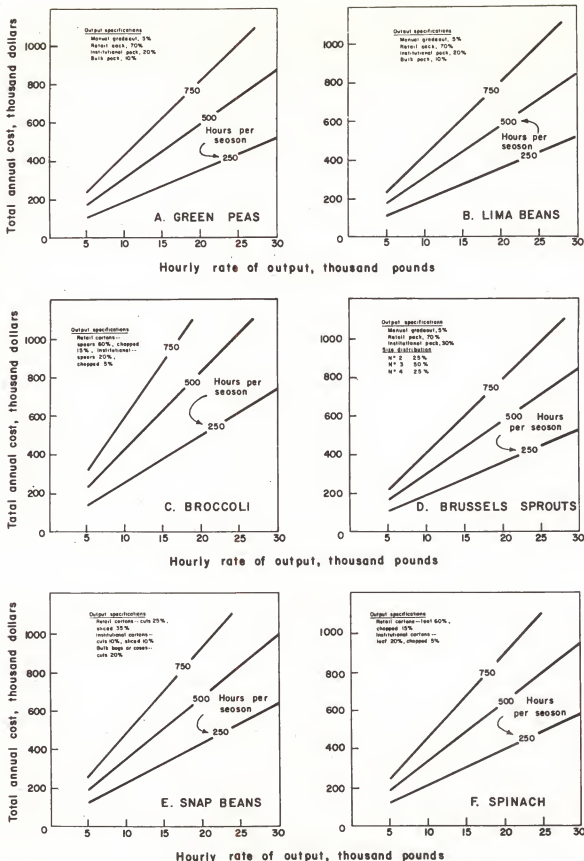 Total annual cost, thousand dollars
1000
800
600
400
200
0
Output specifications
Manual gradeout, 3%
Retail pack, 70%
Institutional pack, 20%
Bulk pack, 10%
750
500
Hours per
season
250
A. GREEN PEAS
5 10 15 20 25 30
1000
800
600
400
200
0
Output specifications
Manual gradeout, 5%
Retail pack, 70%
Institutional pack, 20%
Bulk pack, 10%
750
500
Hours per
season
250
B. LIMA BEANS
5 10 15 20 25 30
Hourly rate of output, thousand pounds
Total annual cost, thousand dollars
1000
800
600
400
200
0
Output specifications
Retail cartons--
spears 60%, chopped
15%, institutional--
spears 20%,
chopped 5%
750
500
Hours per
season
250
C. BROCCOLI
5 10 15 20 25 30
1000
800
600
400
200
0
Output specifications
Manual gradeout, 5%
Retail pack, 70%
Institutional pack, 30%
Size distribution
Nº 2 25%
Nº 3 50%
Nº 4 25%
750
500 Hours
per season
250
D. BRUSSELS SPROUTS
5 10 15 20 25 30
Hourly rate of output, thousand pounds
Total annual cost, thousand dollars
1000
800
600
400
200
0
Output specifications
Retail cartons--cuts 25%,
sliced 35%
Institutional cartons--
cuts 10%, sliced 10%
Bulk bags or cases--
cuts 20%
750
500 Hours per
season
250
E. SNAP BEANS
5 10 15 20 25 30
1000
800
600
400
200
0
Output specifications
Retail cartons--leaf 60%,
chopped 15%
Institutional cartons--
leaf 20%, chopped 5%
750
500 Hours
per season
250
F. SPINACH
5 10 15 20 25 30
Hourly rate of output, thousand pounds